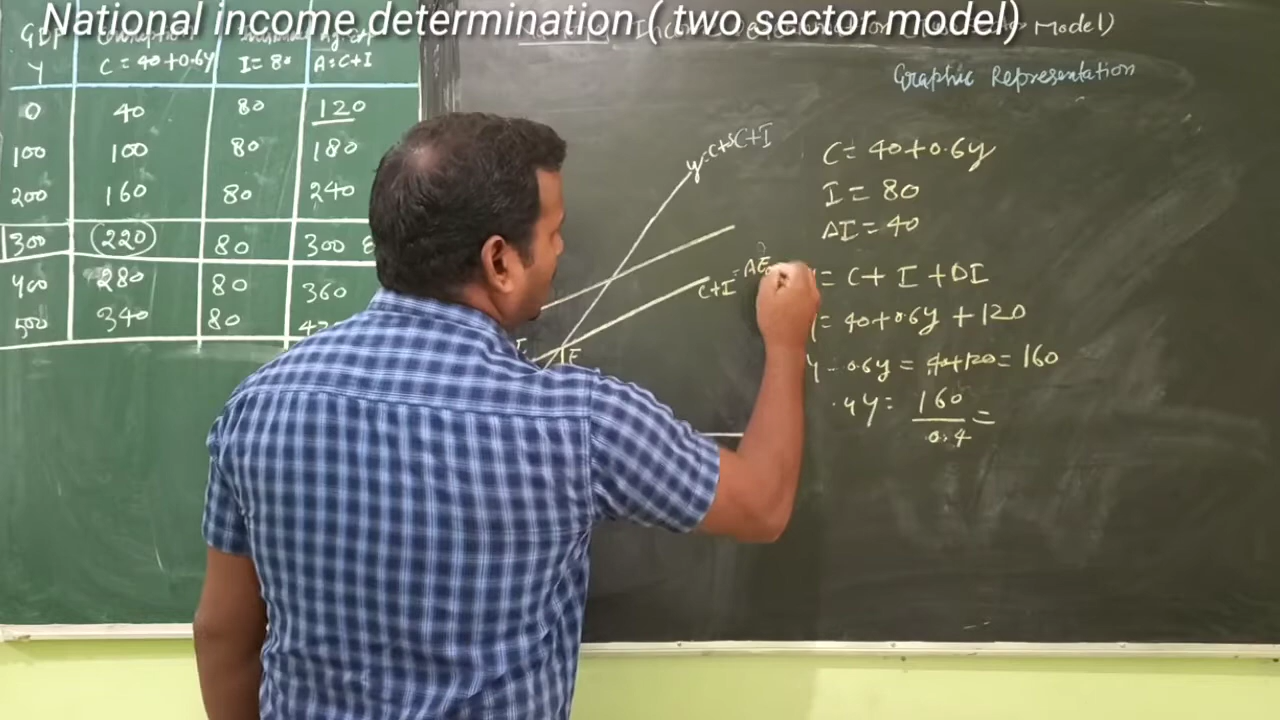 National income determination ( two sector model)
Model)
Graphic Representation
GDP
Y C = 40+0.6Y I = 80 A = C+I
0 40 80 120
100 100 80 180
200 160 80 240
300 220 80 300
400 280 80 360
500 340 80
C+I
E
C = 40+0.6y
I = 80
ΔI = 40
= C+ I +ΔI
= 40+0.6y +120
- 0.6y = 40+120 = 160
.4y = 160
0.4 =